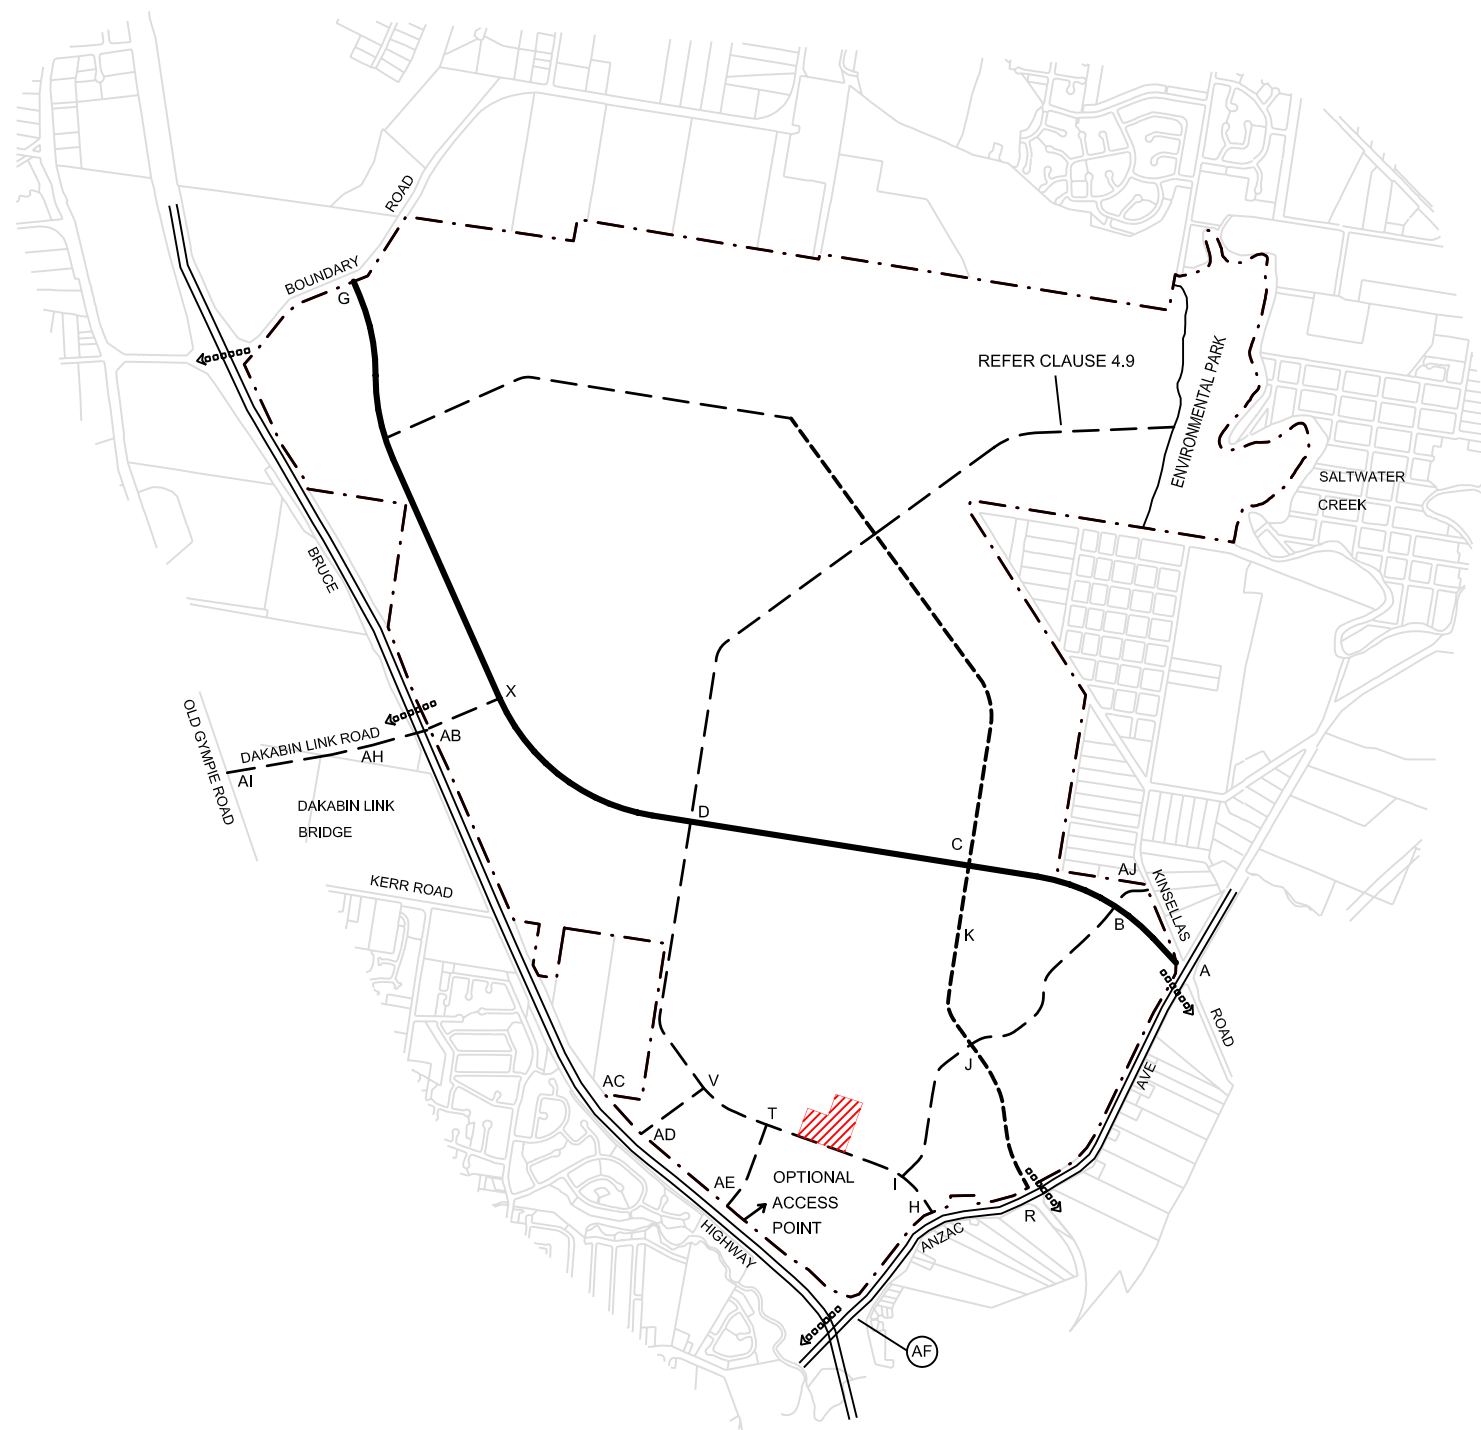 ROAD
BOUNDARY
G
REFER CLAUSE 4.9
ENVIRONMENTAL PARK
SALTWATER
CREEK
BRUCE
X
OLD GYMPIE ROAD
DAKABIN LINK ROAD
AB
AH
AI
DAKABIN LINK
BRIDGE
D
C
KERR ROAD
AJ
KINSELLAS
B
K
A
ROAD
J
AVE
AC
V
T
AD
AE
OPTIONAL
ACCESS
POINT
I
H
R
HIGHWAY
ANZAC
AF